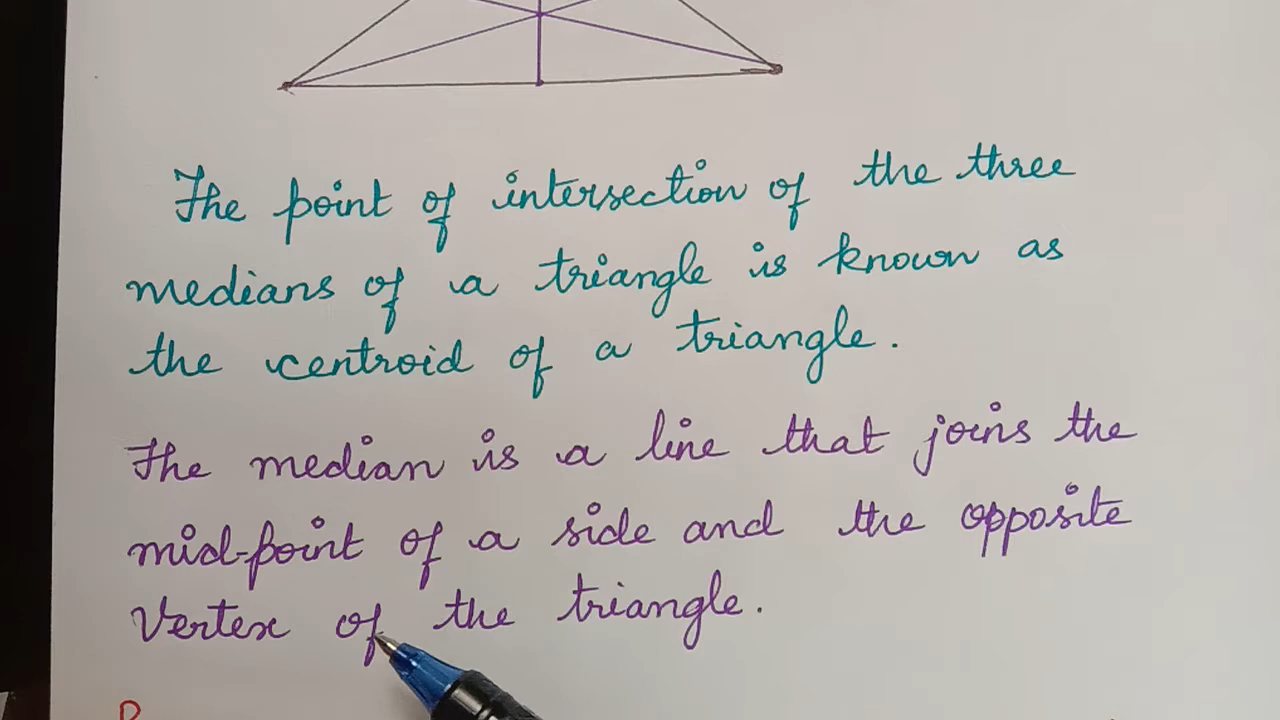 The point of intersection of the three
medians of a triangle is known as
the centroid of a triangle.
The median is a line that joins the
mid-point of a side and the opposite
Vertex of the triangle.